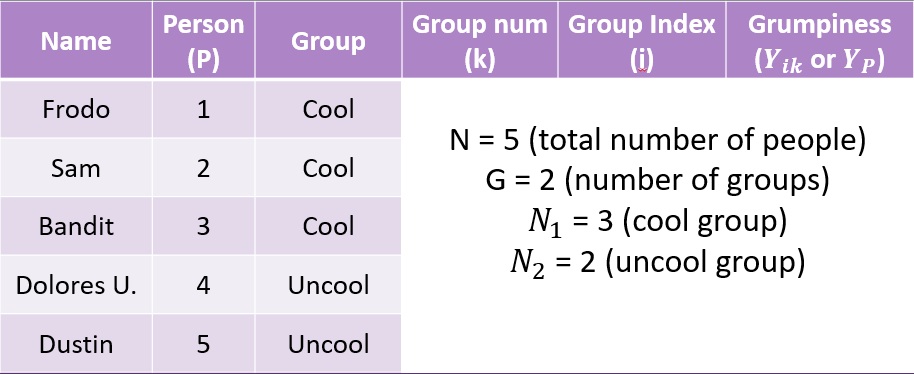 Name Person (P) Group Group num (k) Group Index (i) Grumpiness (Y_ik or Y_P)
Frodo 1 Cool
Sam 2 Cool
Bandit 3 Cool
Dolores U. 4 Uncool
Dustin 5 Uncool
N = 5 (total number of people)
G = 2 (number of groups)
N_1 = 3 (cool group)
N_2 = 2 (uncool group)